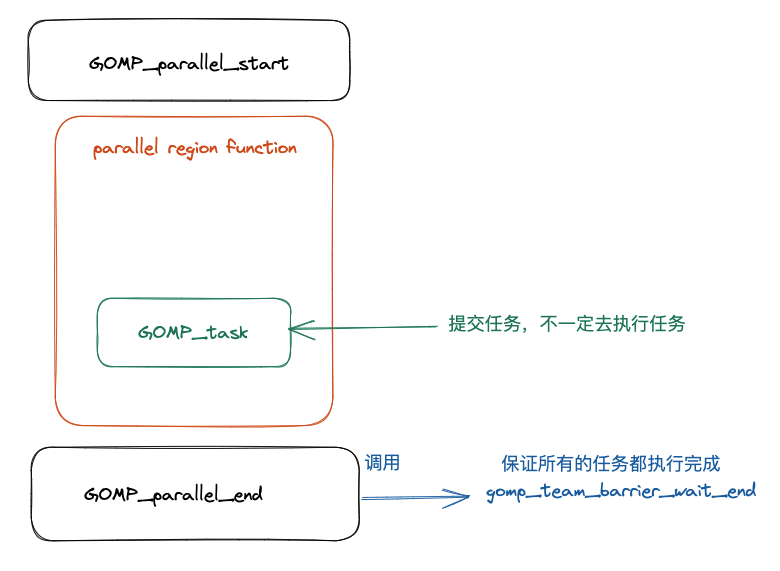 GOMP_parallel_start
parallel region function
GOMP_task
提交任务，不一定去执行任务
GOMP_parallel_end
调用
保证所有的任务都执行完成
gomp_team_barrier_wait_end